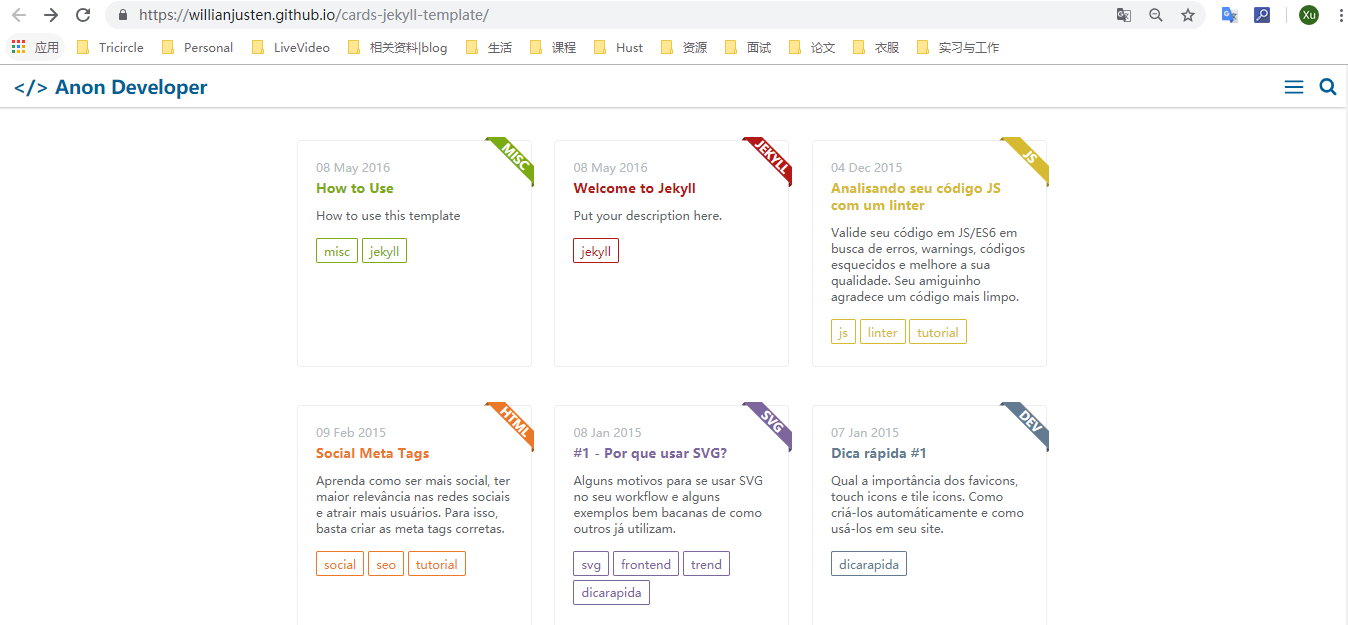 https://willianjusten.github.io/cards-jekyll-template/
Xu
应用 Tricircle Personal LiveVideo 相关资料|blog 生活 课程 Hust 资源 面试 论文 衣服 实习与工作
</> Anon Developer
MISC
08 May 2016
How to Use
How to use this template
misc jekyll
JEKYLL
08 May 2016
Welcome to Jekyll
Put your description here.
jekyll
JS
04 Dec 2015
Analisando seu código JS
com um linter
Valide seu código em JS/ES6 em
busca de erros, warnings, códigos
esquecidos e melhore a sua
qualidade. Seu amiguinho
agradece um código mais limpo.
js linter tutorial
HTML
09 Feb 2015
Social Meta Tags
Aprenda como ser mais social, ter
maior relevância nas redes sociais
e atrair mais usuários. Para isso,
basta criar as meta tags corretas.
social seo tutorial
SVG
08 Jan 2015
#1 - Por que usar SVG?
Alguns motivos para se usar SVG
no seu workflow e alguns
exemplos bem bacanas de como
outros já utilizam.
svg frontend trend
dicarapida
DEV
07 Jan 2015
Dica rápida #1
Qual a importância dos favicons,
touch icons e tile icons. Como
criá-los automáticamente e como
usá-los em seu site.
dicarapida